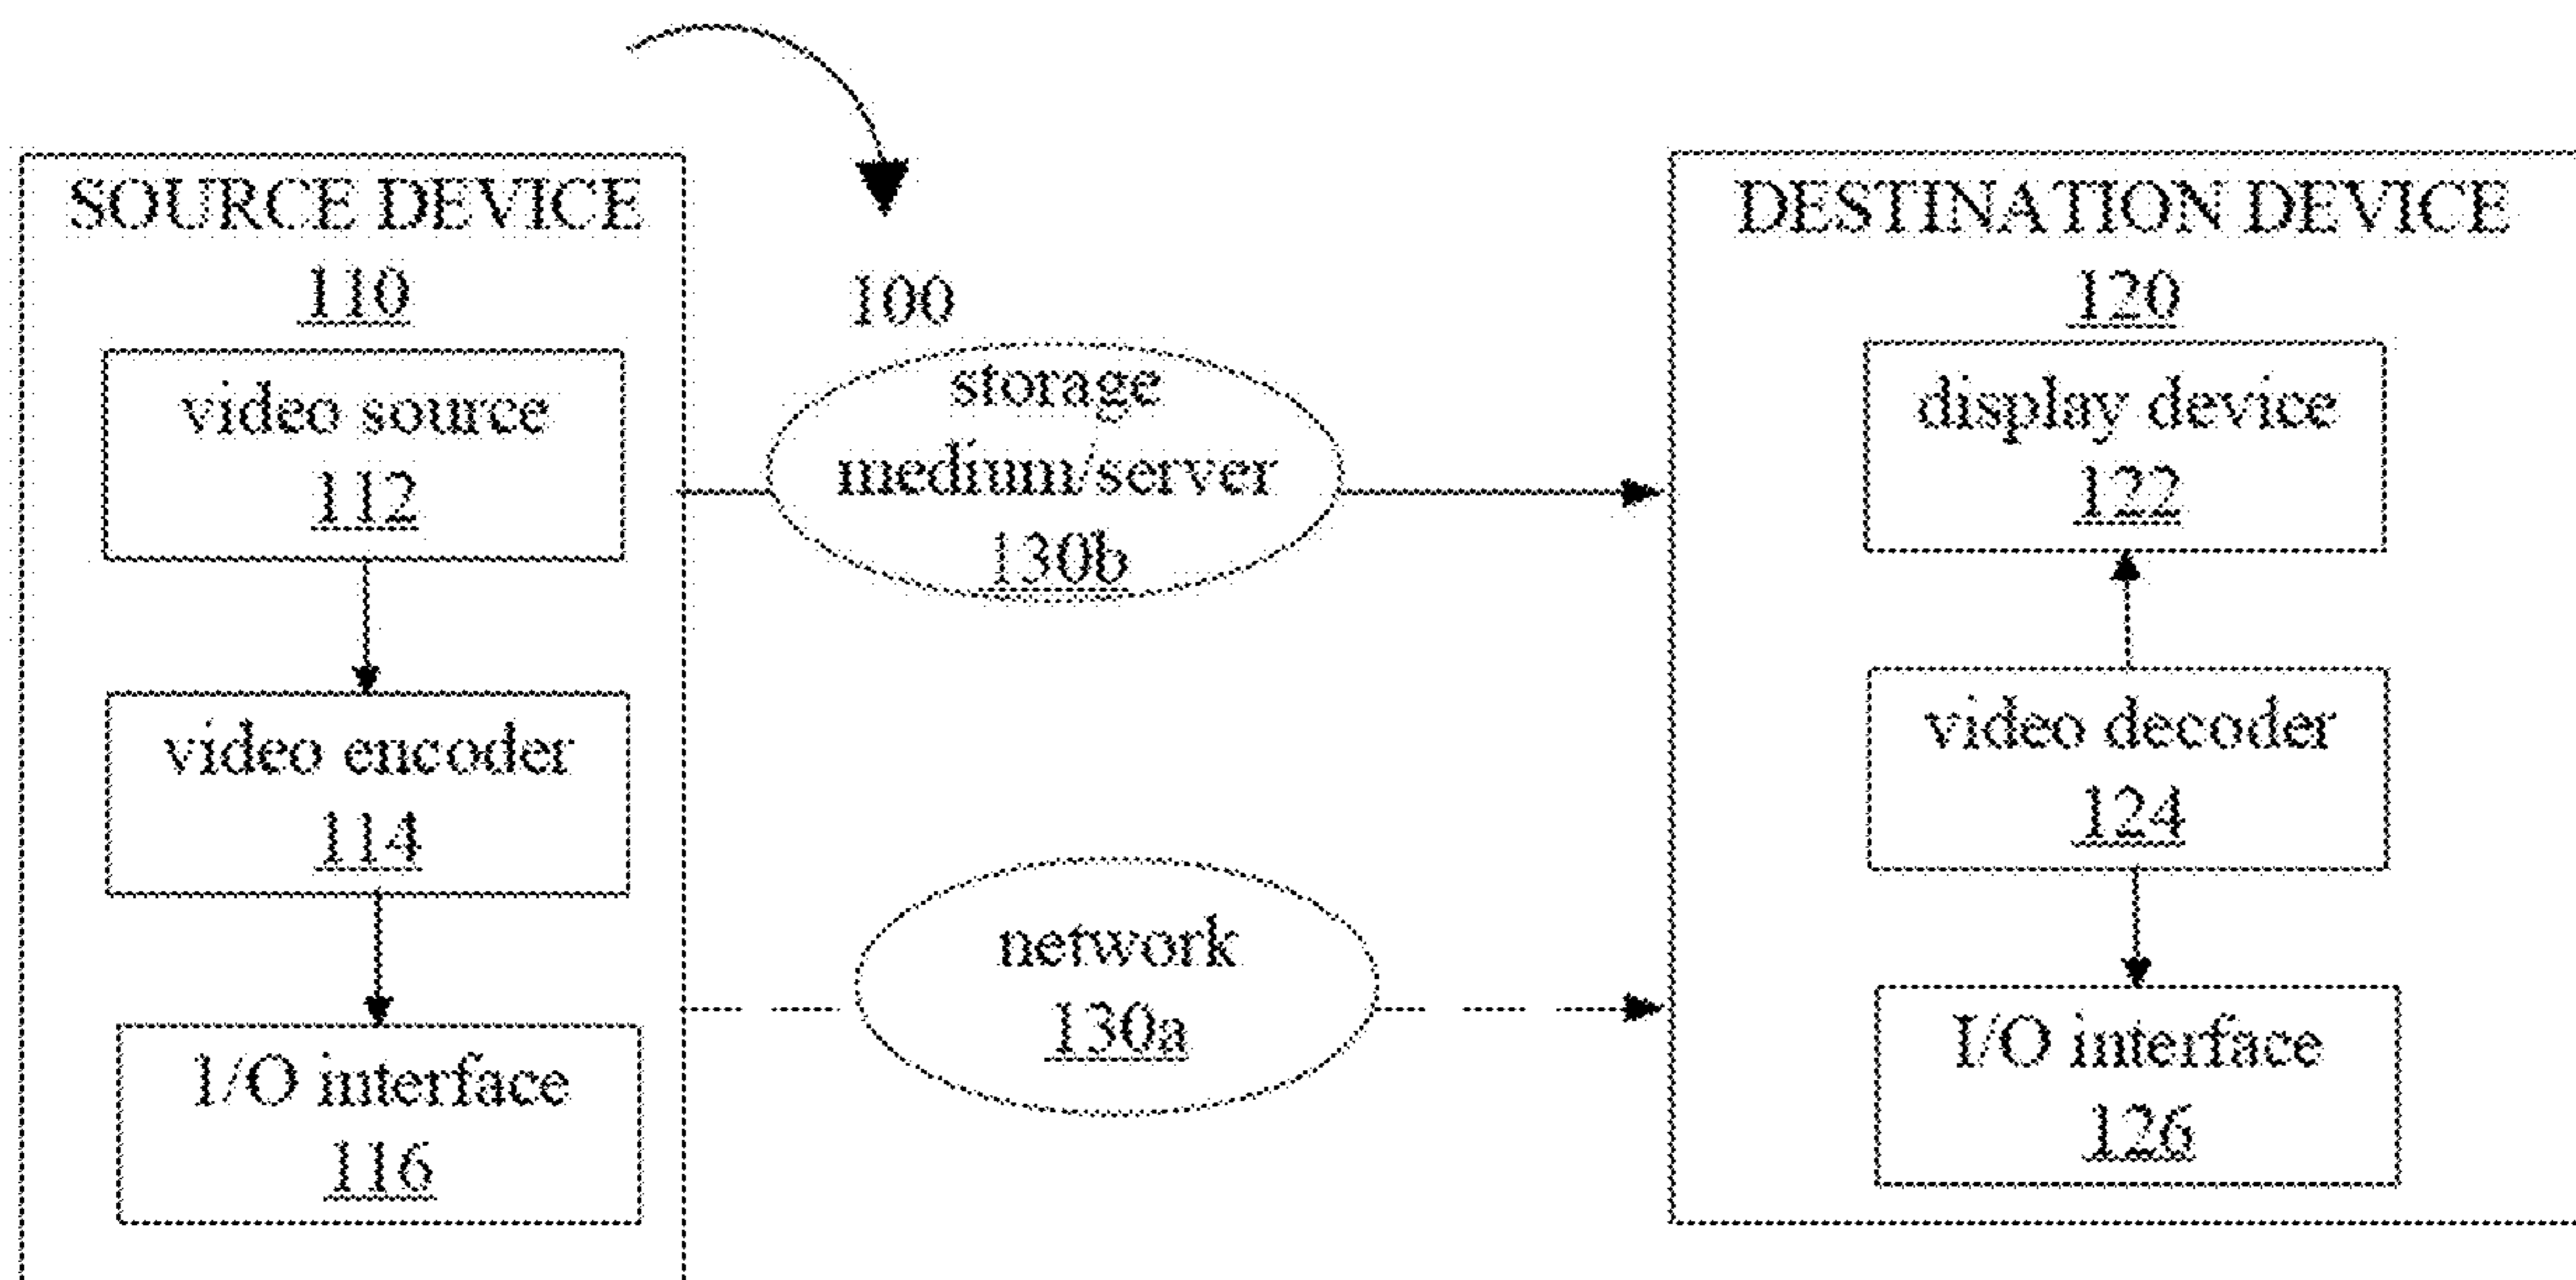 SOURCE DEVICE
110
video source
112
video encoder
114
I/O interface
116
100
storage
medium/server
130b
network
130a
DESTINATION DEVICE
120
display device
122
video decoder
124
I/O interface
126